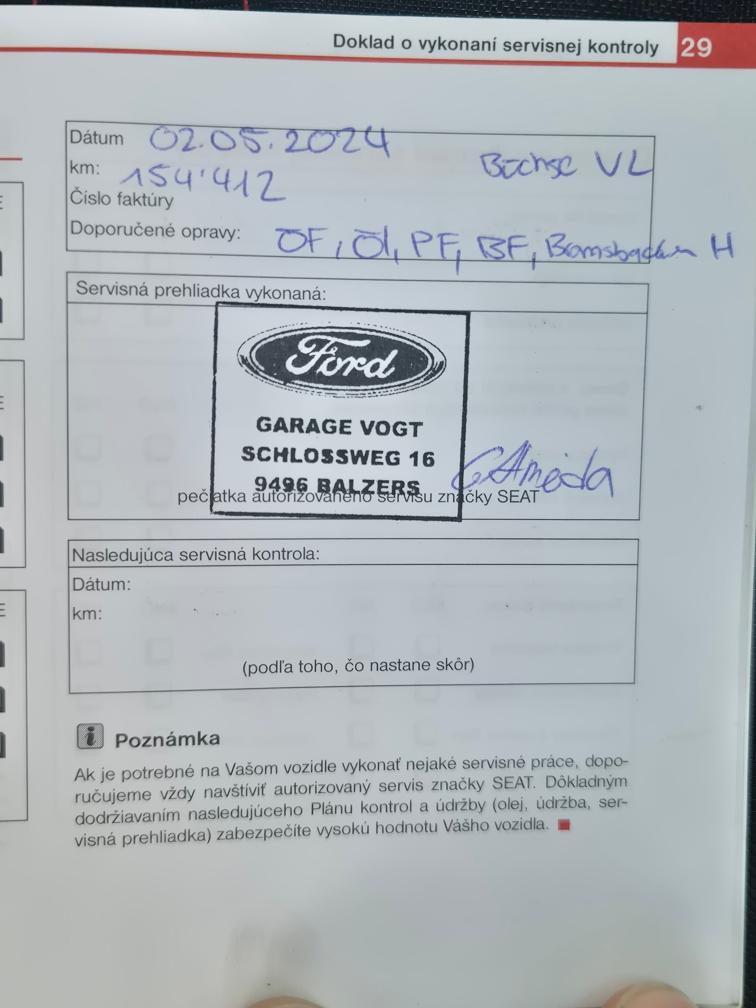 Doklad o vykonaní servisnej kontroly 29
Dátum 02.05.2024
km: 154'412
VL
Číslo faktúry
Doporučené opravy: ÖF, Öl, PF, BF, Bremsbacken H
Servisná prehliadka vykonaná:
Ford
GARAGE VOGT
SCHLOSSWEG 16
9496 BALZERS
pečiatka autorizovaného servisu značky SEAT
Nasledujúca servisná kontrola:
Dátum:
km:
(podľa toho, čo nastane skôr)
i Poznámka
Ak je potrebné na Vašom vozidle vykonať nejaké servisné práce, dopo-
ručujeme vždy navštíviť autorizovaný servis značky SEAT. Dôkladným
dodržiavaním nasledujúceho Plánu kontrol a údržby (olej, údržba, ser-
visná prehliadka) zabezpečíte vysokú hodnotu Vášho vozidla.